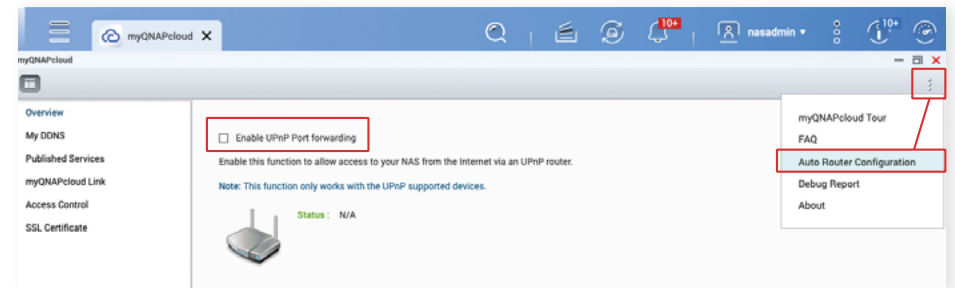 myQNAPcloud X
10+
nasadmin
10+
myQNAPcloud
Overview
My DDNS
Published Services
myQNAPcloud Link
Access Control
SSL Certificate
Enable UPnP Port forwarding
Enable this function to allow access to your NAS from the Internet via an UPnP router.
Note: This function only works with the UPnP supported devices.
Status : N/A
myQNAPcloud Tour
FAQ
Auto Router Configuration
Debug Report
About